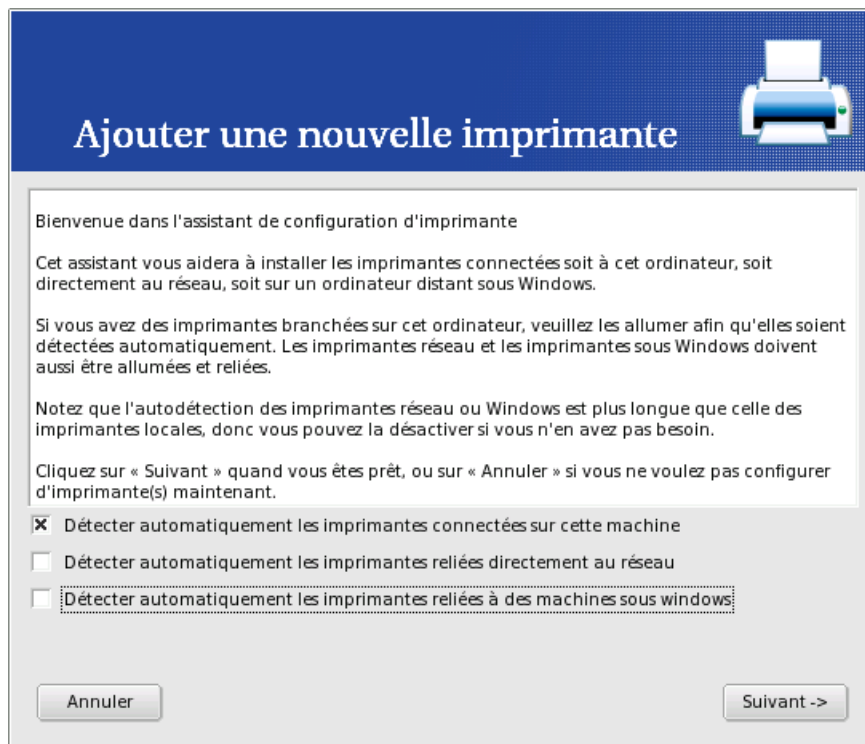 Ajouter une nouvelle imprimante
Bienvenue dans l'assistant de configuration d'imprimante
Cet assistant vous aidera à installer les imprimantes connectées soit à cet ordinateur, soit
directement au réseau, soit sur un ordinateur distant sous Windows.
Si vous avez des imprimantes branchées sur cet ordinateur, veuillez les allumer afin qu'elles soient
détectées automatiquement. Les imprimantes réseau et les imprimantes sous Windows doivent
aussi être allumées et reliées.
Notez que l'autodétection des imprimantes réseau ou Windows est plus longue que celle des
imprimantes locales, donc vous pouvez la désactiver si vous n'en avez pas besoin.
Cliquez sur « Suivant » quand vous êtes prêt, ou sur « Annuler » si vous ne voulez pas configurer
d'imprimante(s) maintenant.
Détecter automatiquement les imprimantes connectées sur cette machine
Détecter automatiquement les imprimantes reliées directement au réseau
Détecter automatiquement les imprimantes reliées à des machines sous windows
Annuler
Suivant ->